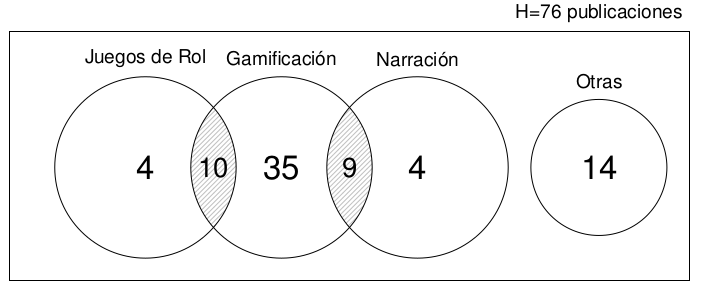 H=76 publicaciones
Juegos de Rol Gamificación Narración
Otras
4 10 35 9 4 14